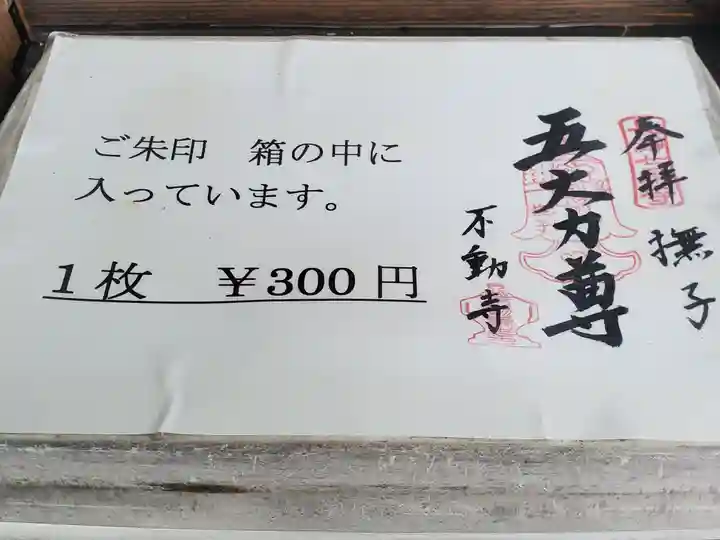 ご朱印 箱の中に
入っています。
1枚 ￥300円
奉拝
撫子
五大力尊
不動寺